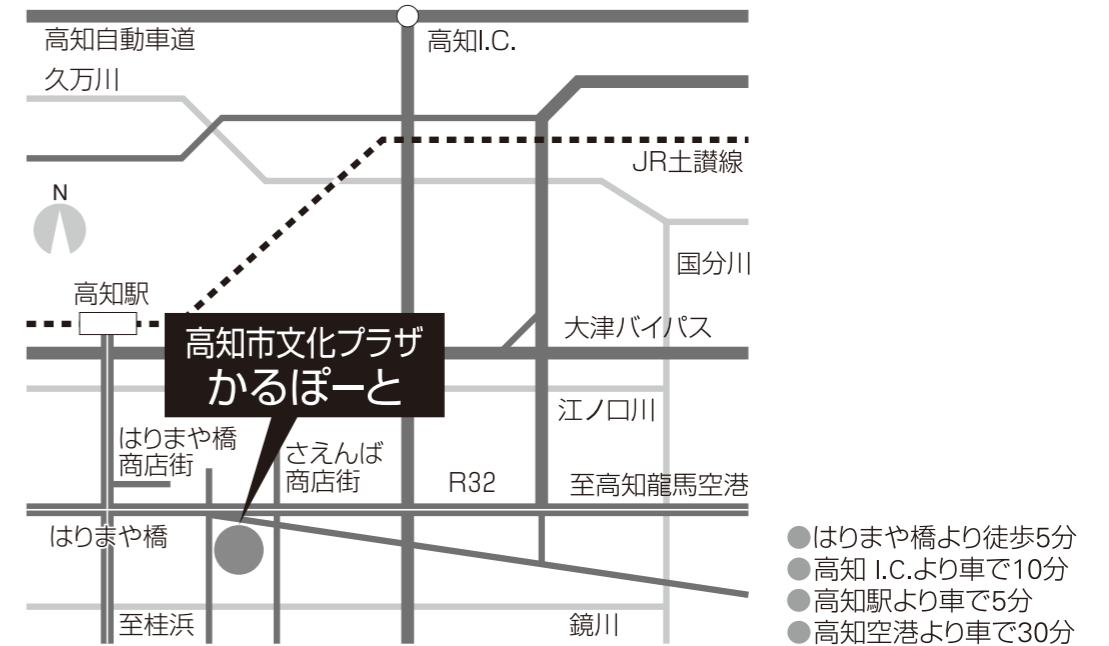 高知自動車道
高知I.C.
久万川
JR土讃線
N
国分川
高知駅
大津バイパス
高知市文化プラザ
かるぽーと
江ノ口川
はりまや橋
商店街
さえんば
商店街
R32
至高知龍馬空港
はりまや橋
至桂浜
鏡川
●はりまや橋より徒歩5分
●高知 I.C.より車で10分
●高知駅より車で5分
●高知空港より車で30分